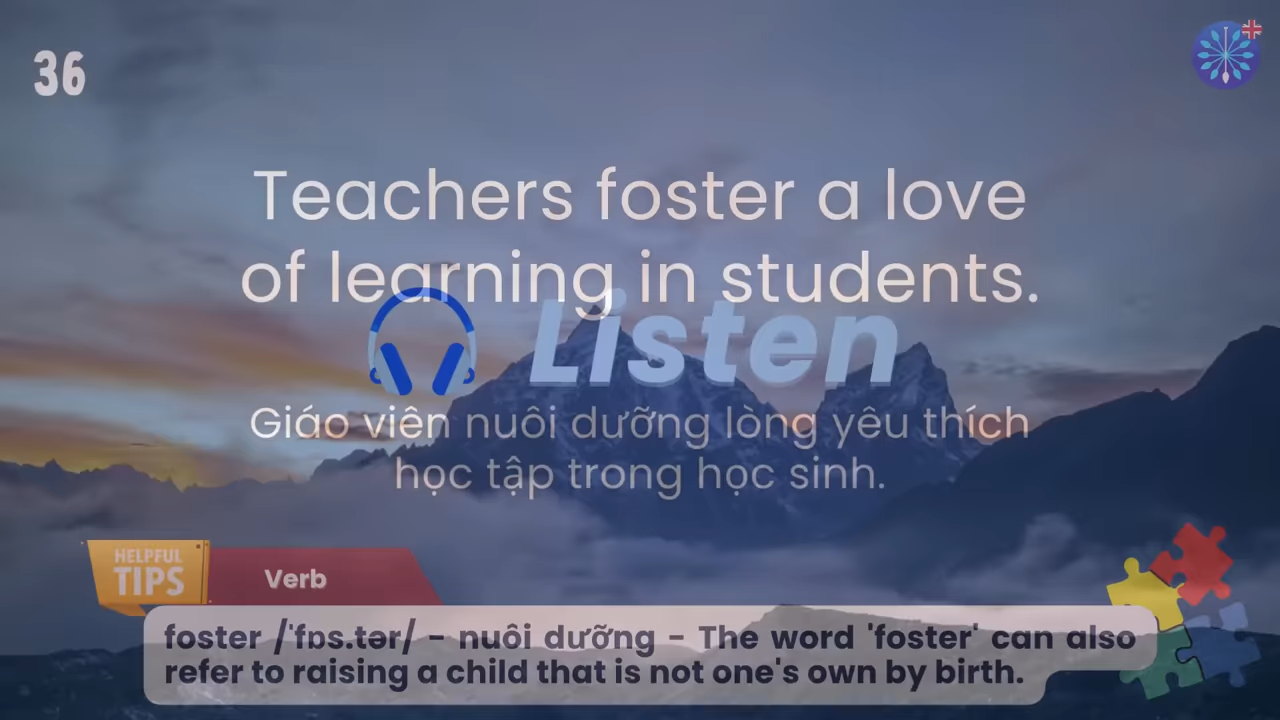 36
Teachers foster a love
of learning in students.
Listen
Giáo viên nuôi dưỡng lòng yêu thích
học tập trong học sinh.
HELPFUL
TIPS
Verb
foster /ˈfɒs.tər/ - nuôi dưỡng - The word 'foster' can also
refer to raising a child that is not one's own by birth.